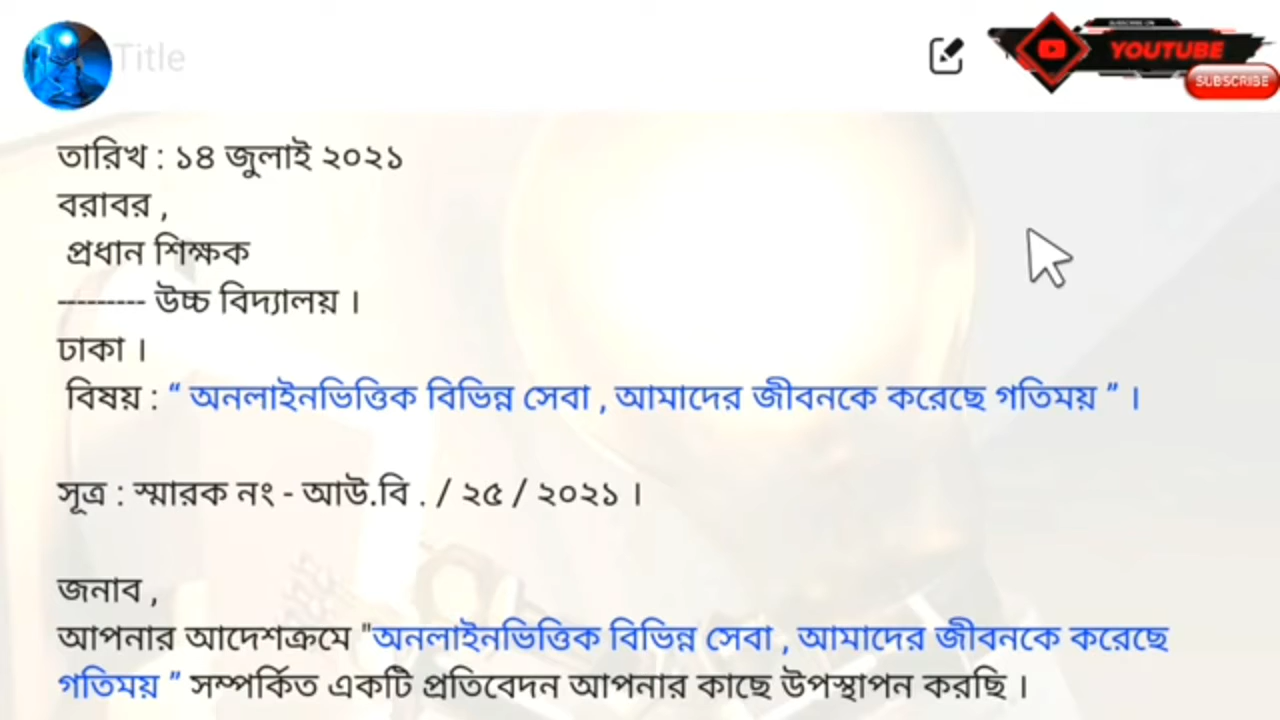 Title
YOUTUBE
SUBSCRIBE
তারিখ : ১৪ জুলাই ২০২১
বরাবর ,
প্রধান শিক্ষক
--------- উচ্চ বিদ্যালয় ।
ঢাকা ।
বিষয় : “ অনলাইনভিত্তিক বিভিন্ন সেবা , আমাদের জীবনকে করেছে গতিময় ” ।
সূত্র : স্মারক নং - আউ.বি . / ২৫ / ২০২১ ।
জনাব ,
আপনার আদেশক্রমে "অনলাইনভিত্তিক বিভিন্ন সেবা , আমাদের জীবনকে করেছে
গতিময় ” সম্পর্কিত একটি প্রতিবেদন আপনার কাছে উপস্থাপন করছি ।